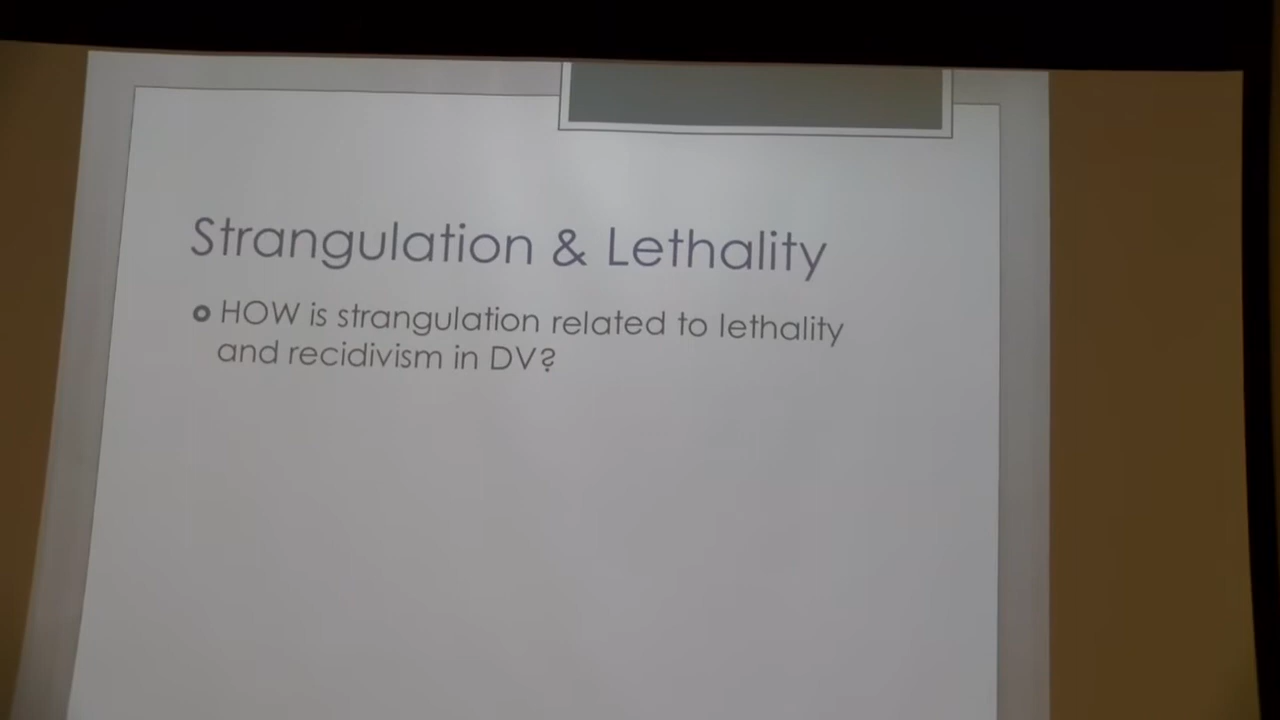 Strangulation & Lethality
HOW is strangulation related to lethality
and recidivism in DV?